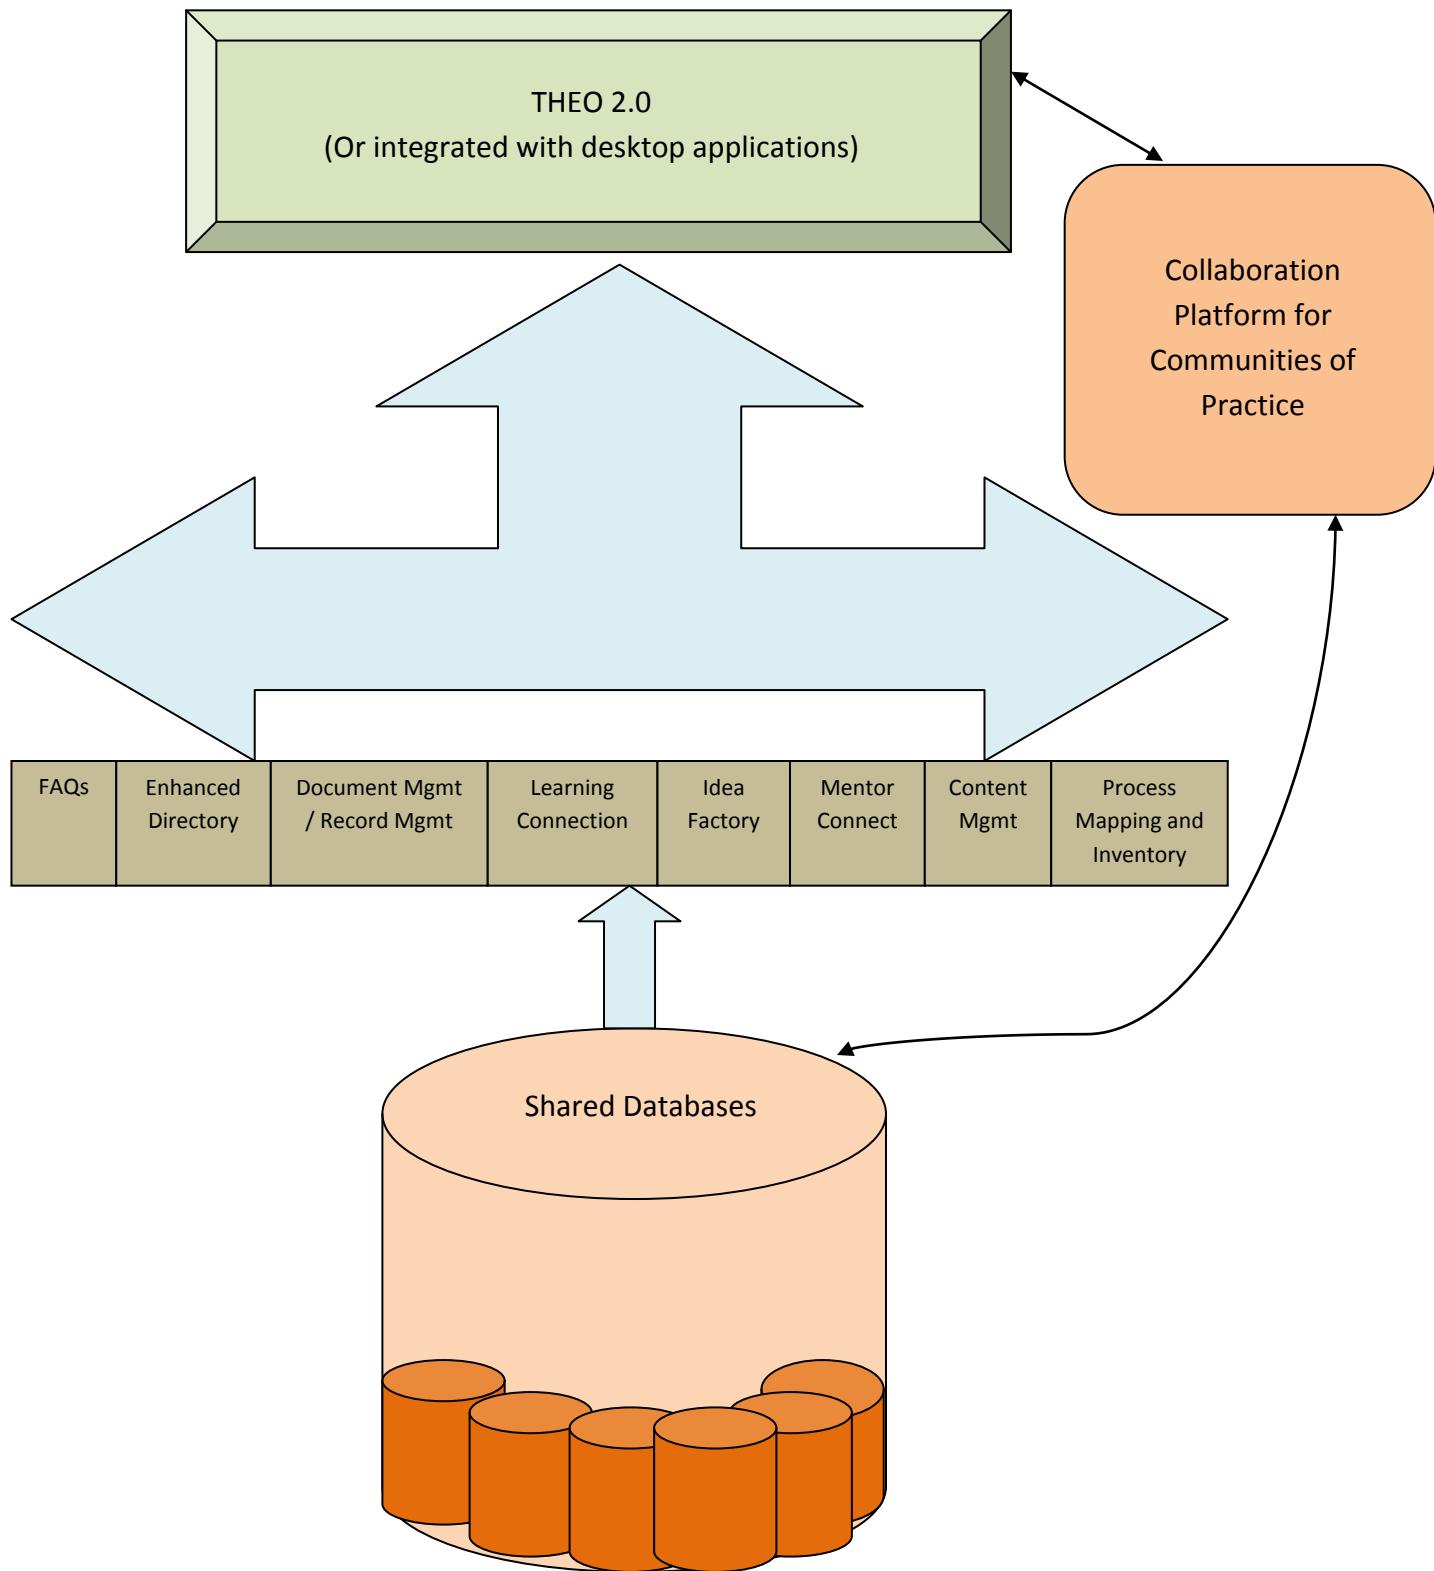 THEO 2.0
(Or integrated with desktop applications)
Collaboration
Platform for
Communities of
Practice
FAQs
Enhanced
Directory
Document Mgmt
/ Record Mgmt
Learning
Connection
Idea
Factory
Mentor
Connect
Content
Mgmt
Process
Mapping and
Inventory
Shared Databases